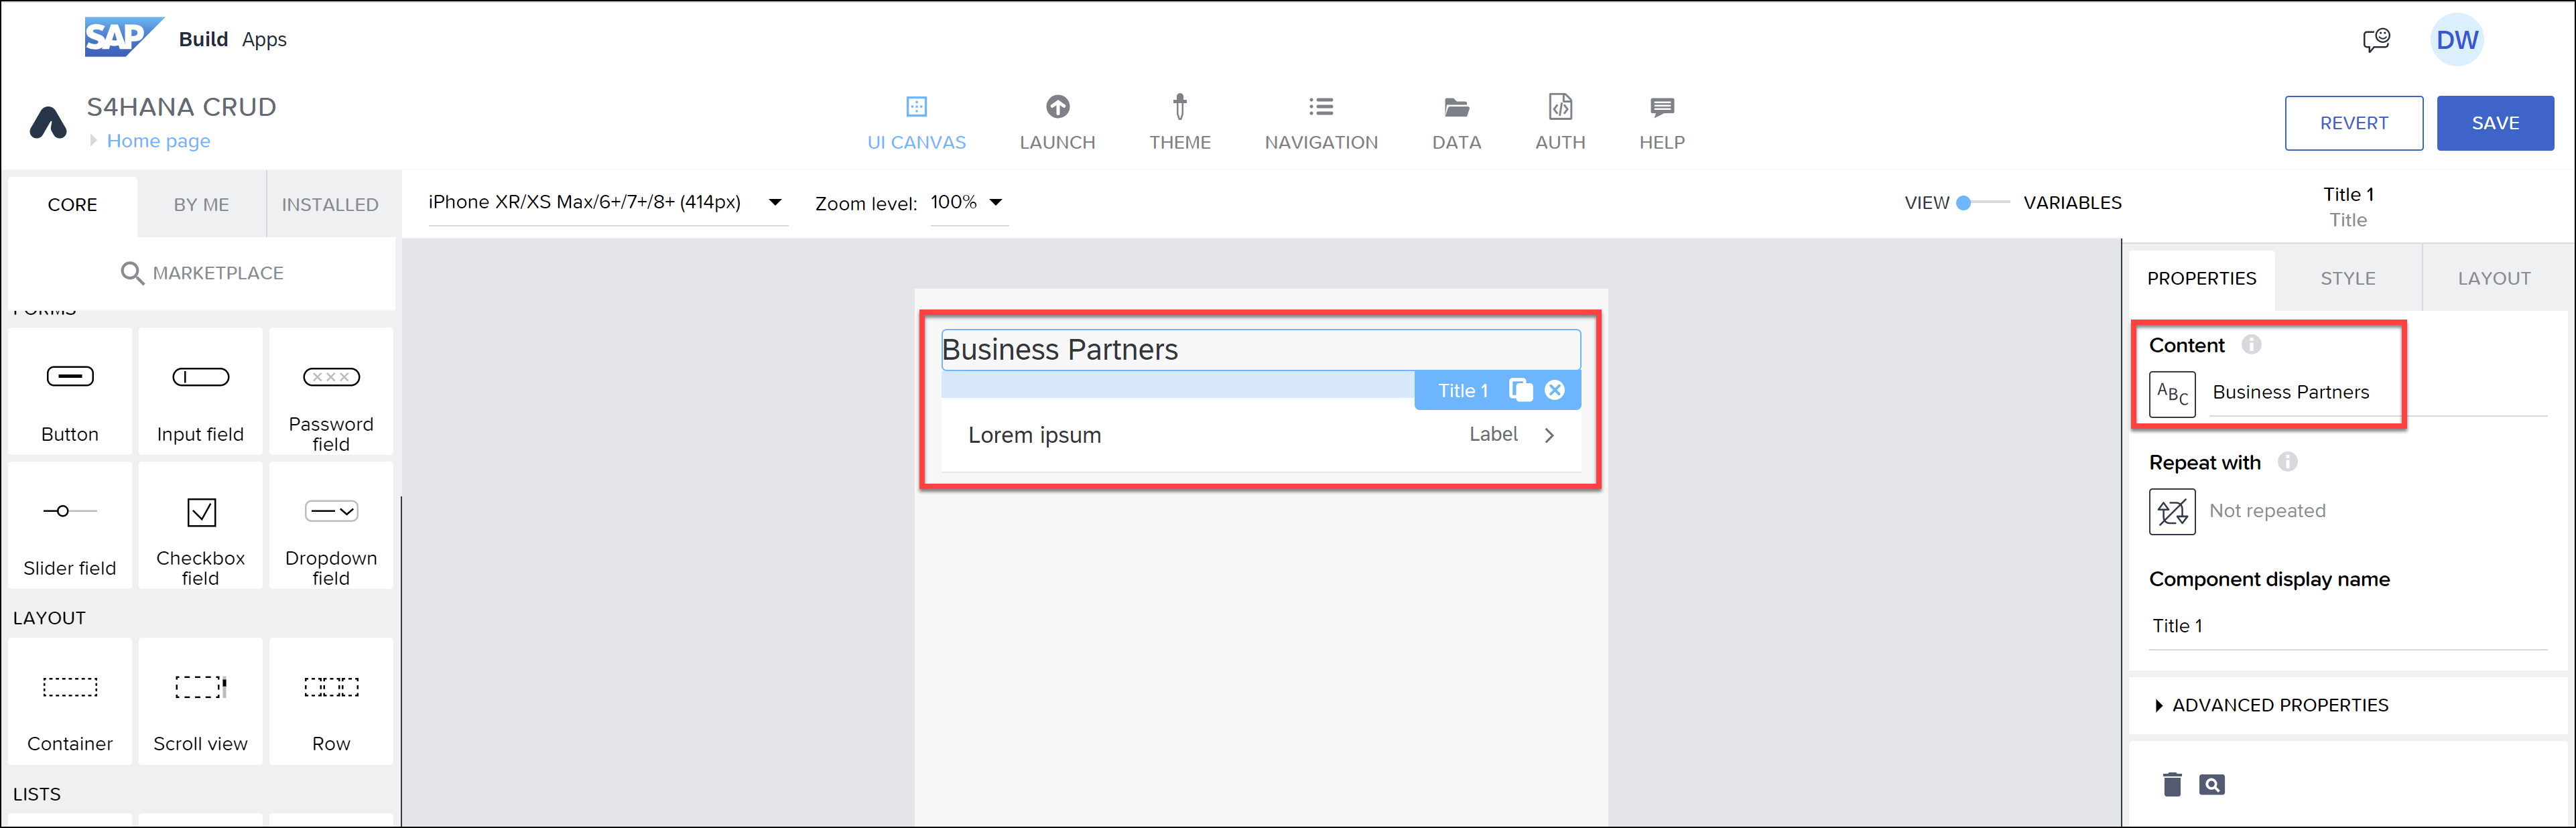 SAP Build Apps
DW
S4HANA CRUD
Home page
UI CANVAS
LAUNCH
THEME
NAVIGATION
DATA
AUTH
HELP
REVERT
SAVE
CORE
BY ME
INSTALLED
iPhone XR/XS Max/6+/7+/8+ (414px)
Zoom level: 100%
VIEW
VARIABLES
Title 1
Title
MARKETPLACE
FORMS
Button
Input field
Password
field
Slider field
Checkbox
field
Dropdown
field
LAYOUT
Container
Scroll view
Row
LISTS
Business Partners
Title 1
Lorem ipsum
Label
PROPERTIES
STYLE
LAYOUT
Content
ABC
Business Partners
Repeat with
Not repeated
Component display name
Title 1
ADVANCED PROPERTIES